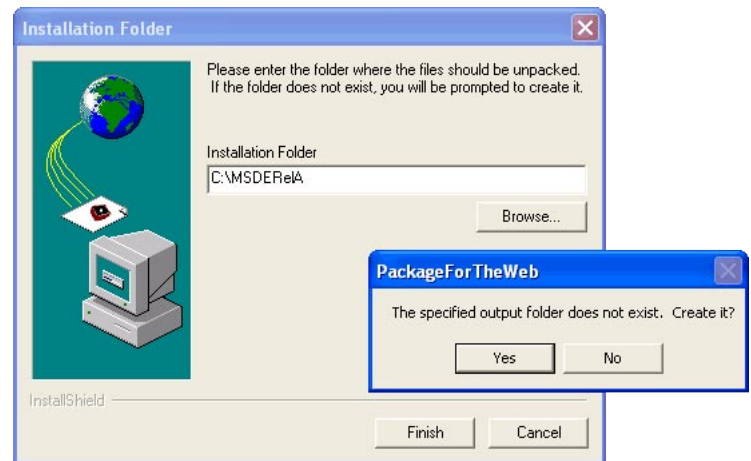 Installation Folder
Please enter the folder where the files should be unpacked.
If the folder does not exist, you will be prompted to create it.
Installation Folder
C:\MSDERelA
Browse...
PackageForTheWeb
The specified output folder does not exist. Create it?
Yes No
InstallShield
Finish Cancel